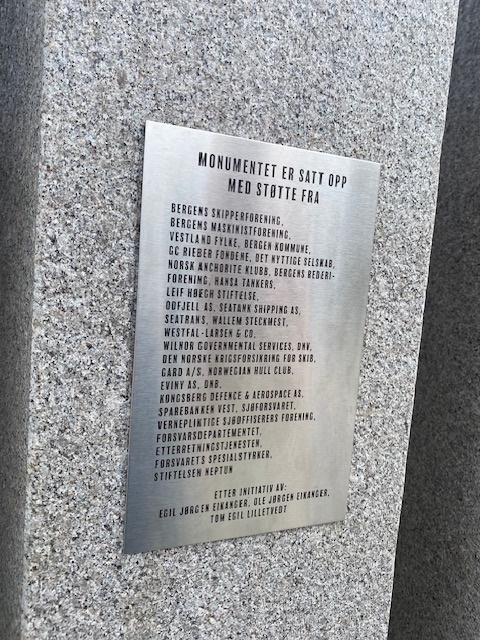 MONUMENTET ER SATT OPP
MED STØTTE FRA
BERGENS SKIPPERFORENING,
BERGENS MASKINISTFORENING,
VESTLAND FYLKE, BERGEN KOMMUNE,
GC RIEBER FONDENE, DET NYTTIGE SELSKAB,
NORSK ANCHORITE KLUBB, BERGENS REDERI-
FORENING, HANSA TANKERS,
LEIF HØEGH STIFTELSE,
ODFJELL AS, SEATANK SHIPPING AS,
SEATRANS, WALLEM STECKMEST,
WESTFAL-LARSEN & CO,
WILNOR GOVERNMENTAL SERVICES, DNV,
DEN NORSKE KRIGSFORSIKRING FOR SKIB,
GARD A/S, NORWEGIAN HULL CLUB,
EVINY AS, DNB,
KONGSBERG DEFENCE & AEROSPACE AS,
SPAREBANKEN VEST, SJØFORSVARET,
VERNEPLIKTIGE SJØOFFISERERS FORENING,
FORSVARSDEPARTEMENTET,
ETTERRETNINGSTJENESTEN,
FORSVARETS SPESIALSTYRKER,
STIFTELSEN NEPTUN
ETTER INITIATIV AV:
EGIL JØRGEN EIKANGER, OLE JØRGEN EIKANGER,
TOM EGIL LILLETVEDT